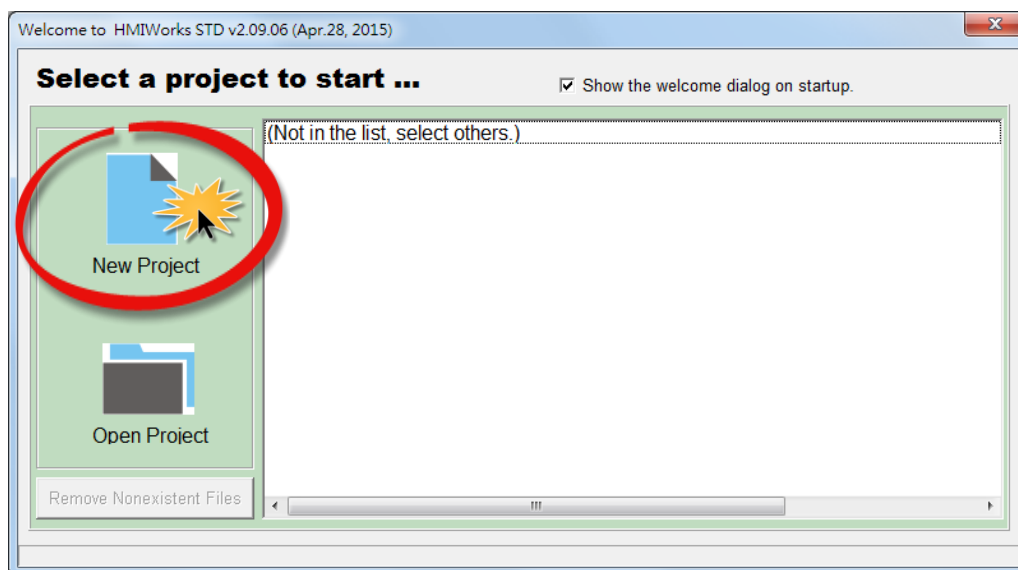 Welcome to HMIWorks STD v2.09.06 (Apr.28, 2015)
Select a project to start ...
Show the welcome dialog on startup.
(Not in the list, select others.)
New Project
Open Project
Remove Nonexistent Files